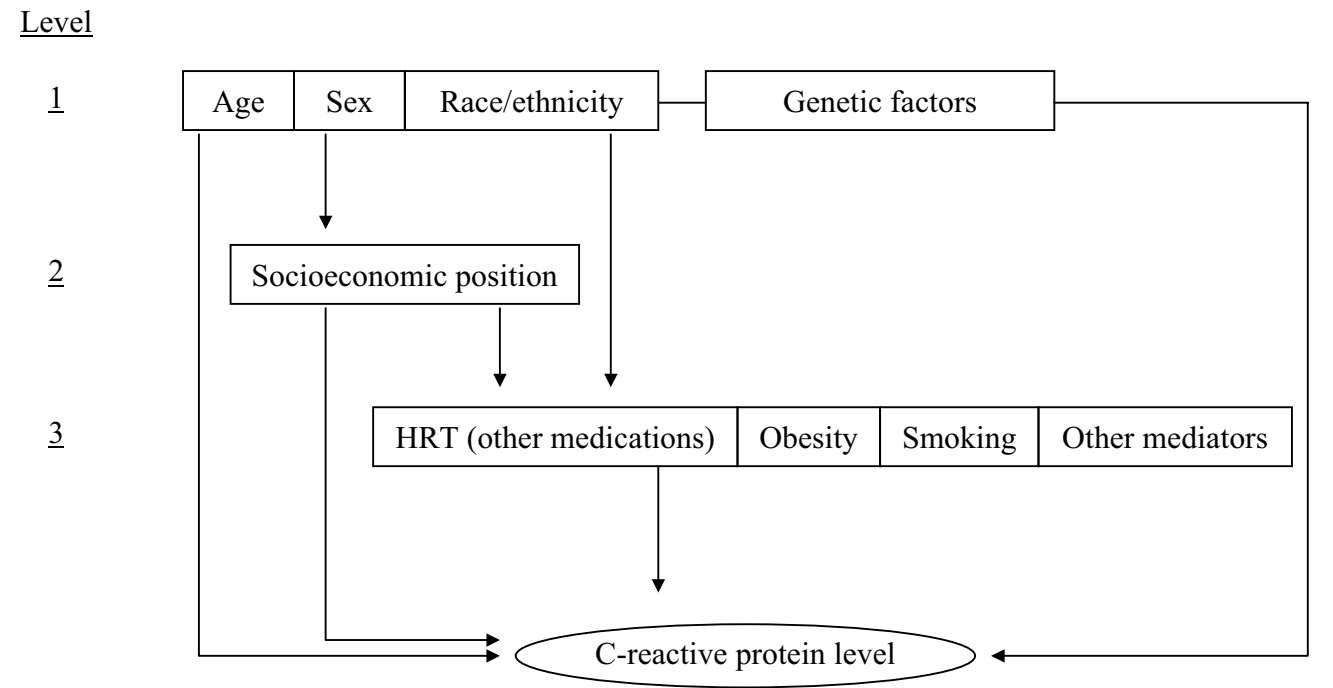 Level
1
Age Sex Race/ethnicity Genetic factors
2
Socioeconomic position
3
HRT (other medications) Obesity Smoking Other mediators
C-reactive protein level